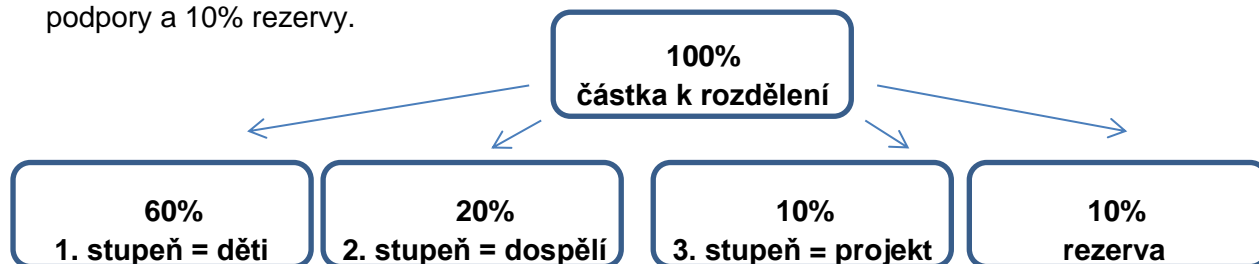 podpory a 10% rezervy.
100%
částka k rozdělení
60%
1. stupeň = děti
20%
2. stupeň = dospělí
10%
3. stupeň = projekt
10%
rezerva